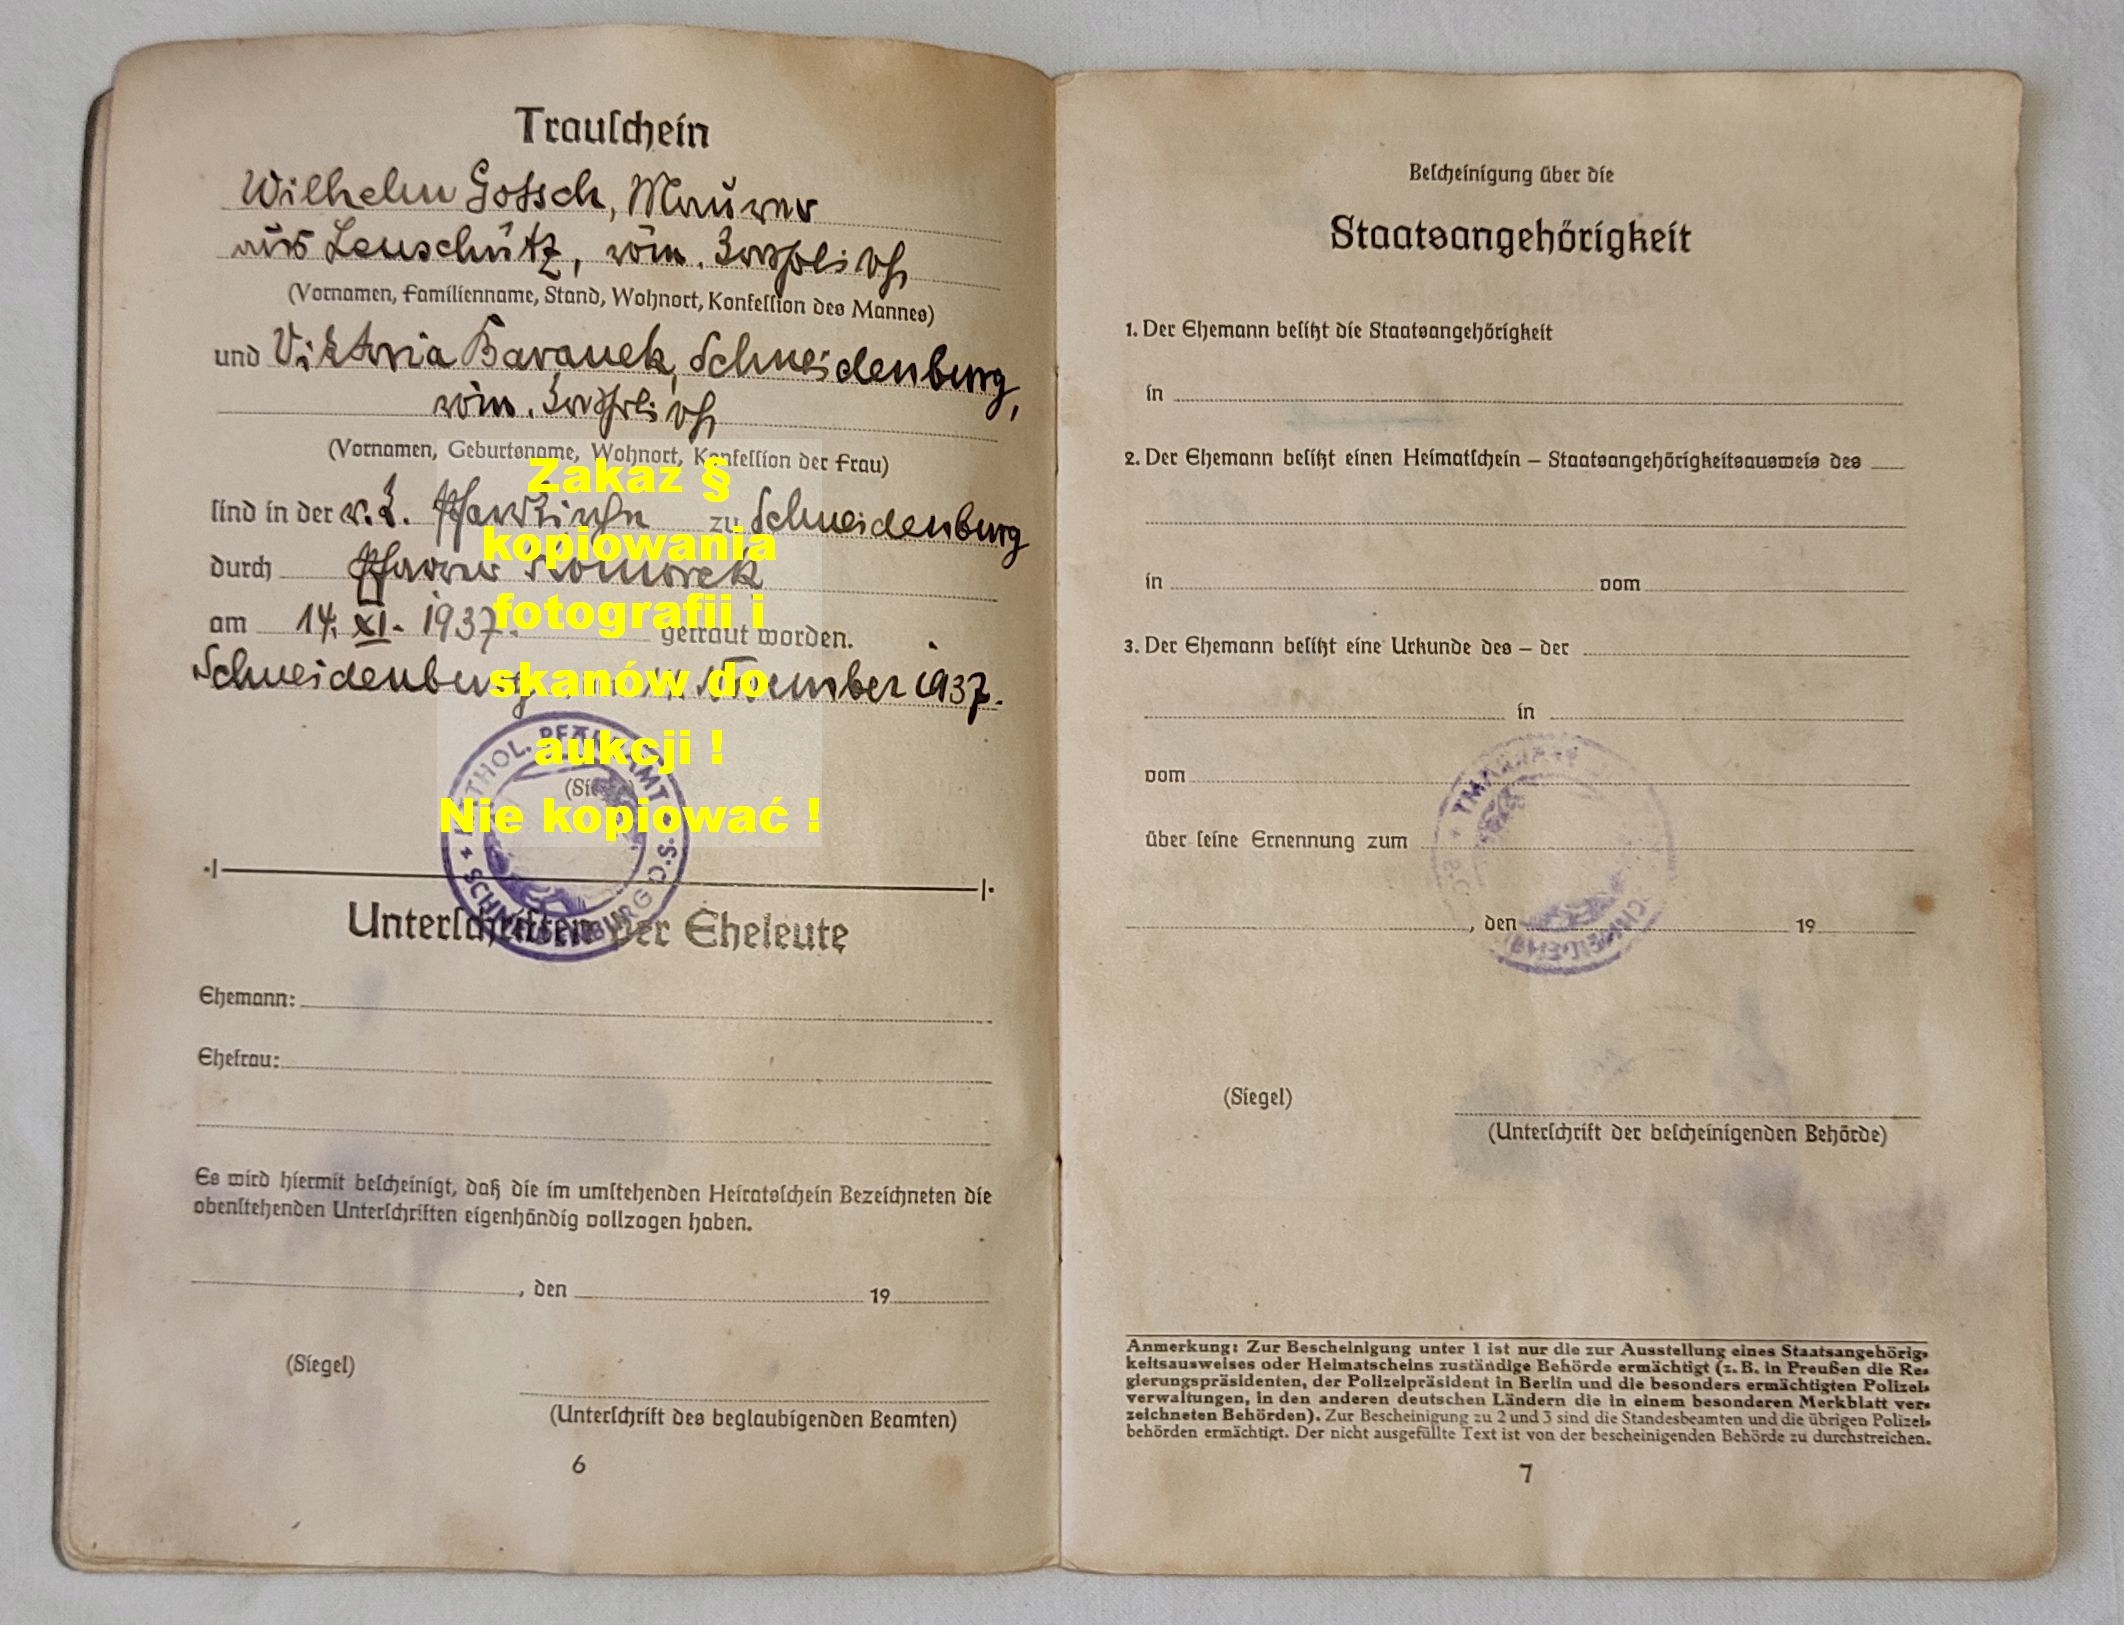 Trauschein
Wilhelm Gotsch, Maurer
aus Leuschütz, röm. katholisch
(Vornamen, Familienname, Stand, Wohnort, Konfession des Mannes)
und Viktoria Baranek, Schneidenburg,
röm. katholisch
(Vornamen, Geburtsname, Wohnort, Konfession der Frau)
sind in der r. k. Pfarrkirche zu Schneidenburg
durch Pfarrer Komorek
am 14. XI. 1937. getraut worden.
Schneidenburg November 1937.
Zakaz §
kopiowania
fotografii i
skanów do
aukcji !
Nie kopiować !
KATHOL. PFARRAMT
SCHNEIDENBURG O.-S.
(Siegel)
Unterschriften der Eheleute
Ehemann:
Ehefrau:
Es wird hiermit bescheinigt, daß die im umstehenden Heiratsschein Bezeichneten die
obenstehenden Unterschriften eigenhändig vollzogen haben.
, den 19
(Siegel)
(Unterschrift des beglaubigenden Beamten)
6
Bescheinigung über die
Staatsangehörigkeit
1. Der Ehemann besitzt die Staatsangehörigkeit
in
2. Der Ehemann besitzt einen Heimatschein – Staatsangehörigkeitsausweis des
in vom
3. Der Ehemann besitzt eine Urkunde des – der
in
vom
über seine Ernennung zum
, den 19
(Siegel)
(Unterschrift der bescheinigenden Behörde)
Anmerkung: Zur Bescheinigung unter 1 ist nur die zur Ausstellung eines Staatsangehörig-
keitsausweises oder Heimatscheins zuständige Behörde ermächtigt (z. B. in Preußen die Re-
gierungspräsidenten, der Polizeipräsident in Berlin und die besonders ermächtigten Polizei-
verwaltungen, in den anderen deutschen Ländern die in einem besonderen Merkblatt ver-
zeichneten Behörden). Zur Bescheinigung zu 2 und 3 sind die Standesbeamten und die übrigen Polizei-
behörden ermächtigt. Der nicht ausgefüllte Text ist von der bescheinigenden Behörde zu durchstreichen.
7